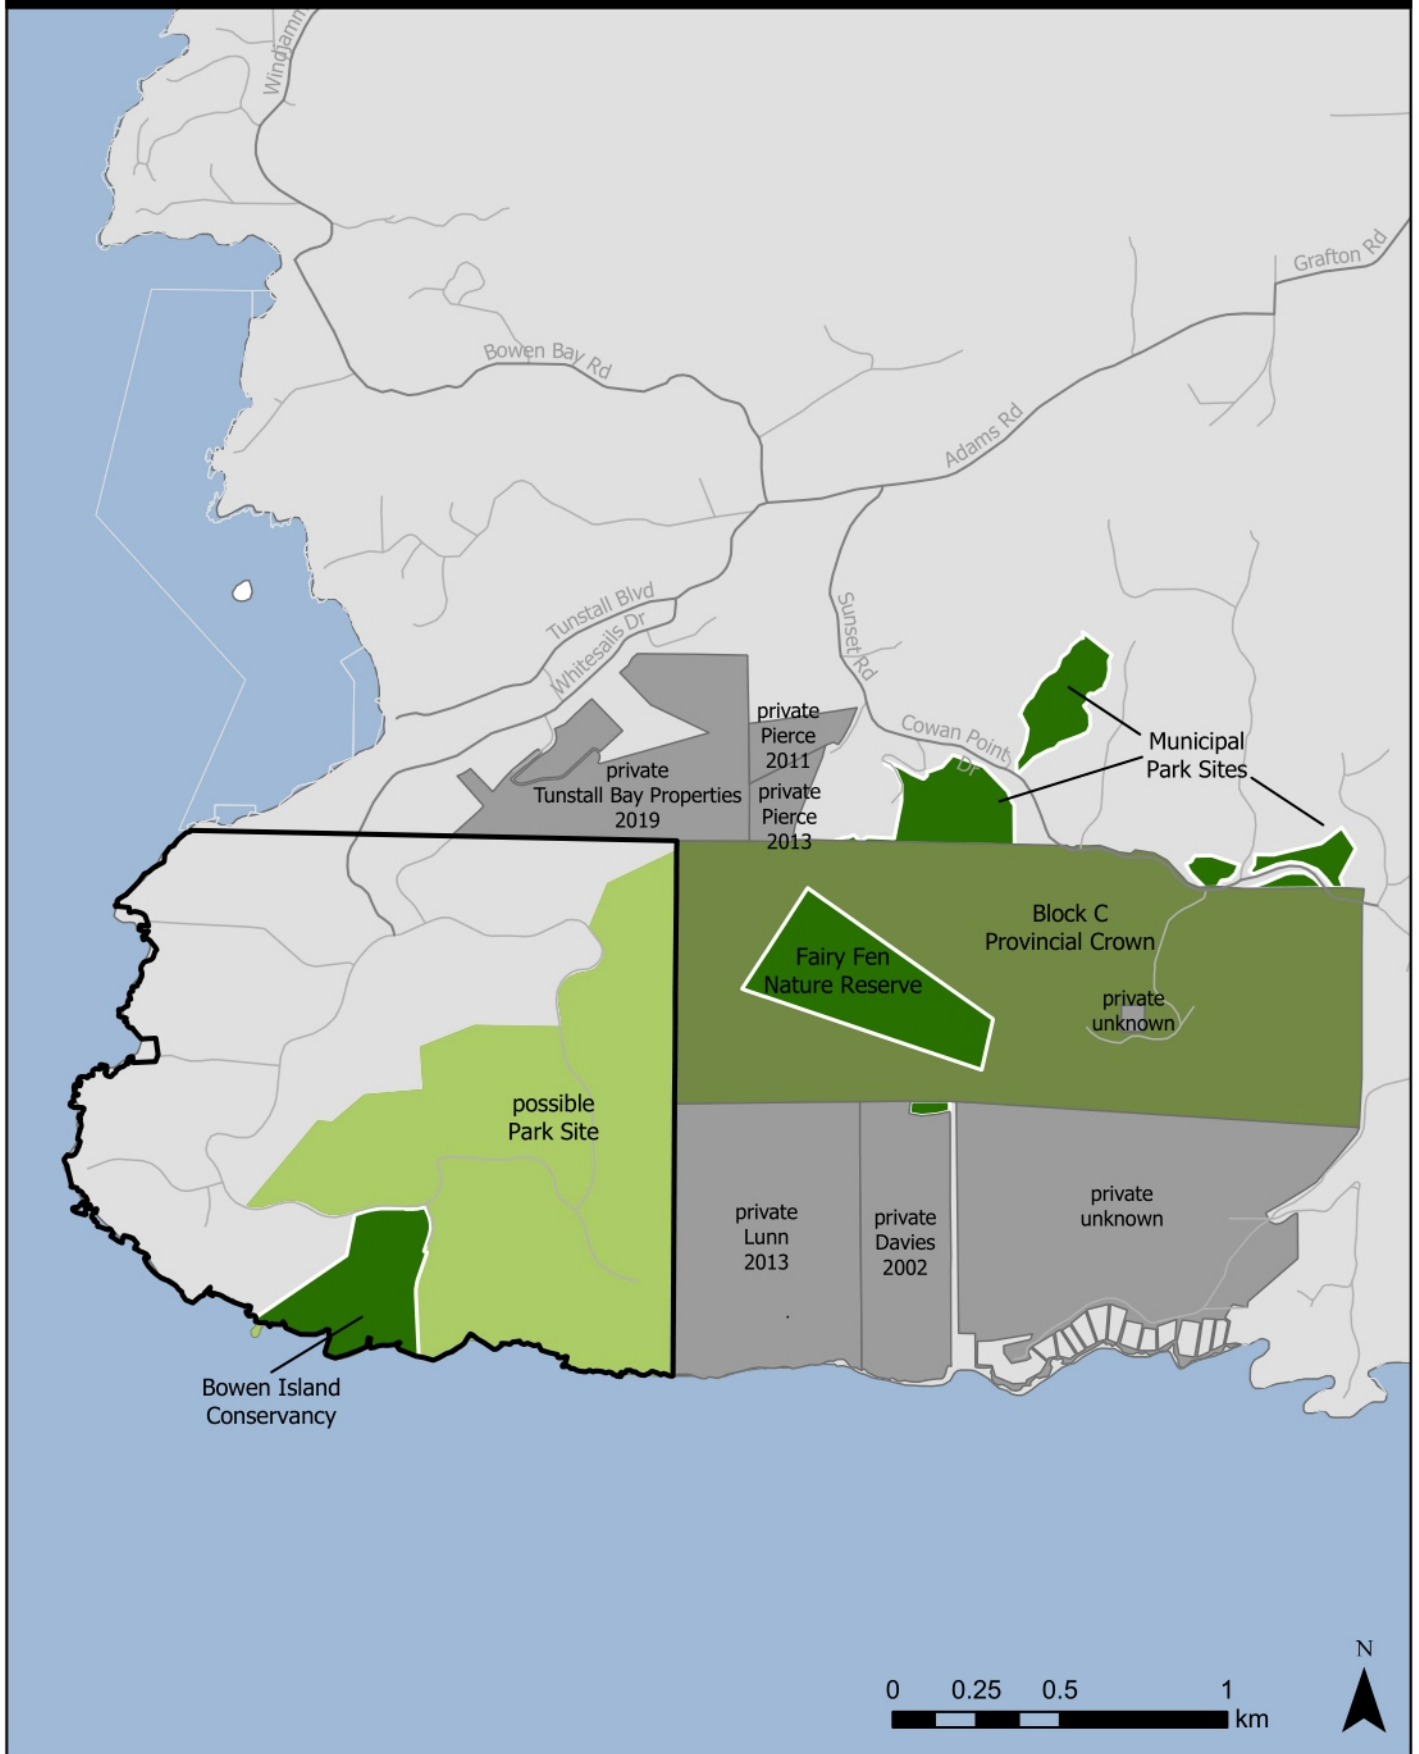 Windjamm
Grafton Rd
Bowen Bay Rd
Adams Rd
Tunstall Blvd
Whitesails Dr
Sunset Rd
private
Pierce
2011
Cowan Point
Dr
Municipal
Park Sites
private
Tunstall Bay Properties
2019
private
Pierce
2013
Block C
Provincial Crown
Fairy Fen
Nature Reserve
private
unknown
possible
Park Site
private
Lunn
2013
private
Davies
2002
private
unknown
Bowen Island
Conservancy
N
0 0.25 0.5 1
km